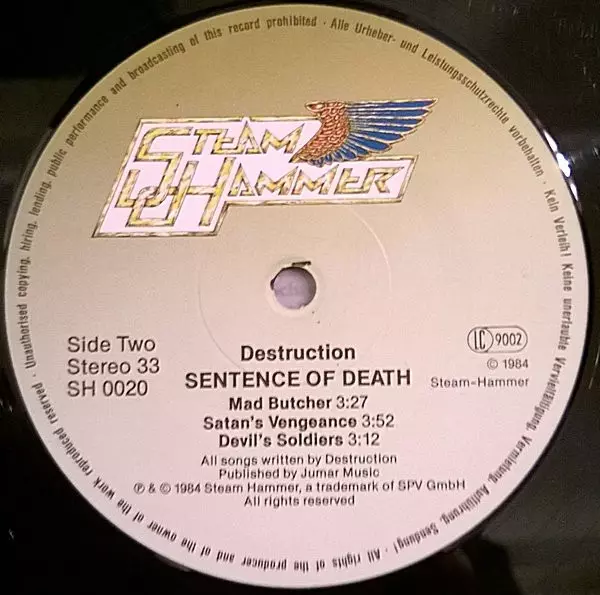 Unauthorised copying, hiring, lending, public performance and broadcasting of this record prohibited · Alle Urheber- und Leistungsschutzrechte vorbehalten · Kein Verleih! Keine unerlaubte Vervielfältigung, Vermietung, Aufführung, Sendung! · All rights of the producer and of the owner of the work reproduced reserved ·
STEAM
HAMMER
Side Two
Stereo 33
SH 0020
LC 9002
© 1984
Steam-Hammer
Destruction
SENTENCE OF DEATH
Mad Butcher 3:27
Satan's Vengeance 3:52
Devil's Soldiers 3:12
All songs written by Destruction
Published by Jumar Music
℗ & © 1984 Steam Hammer, a trademark of SPV GmbH
All rights reserved